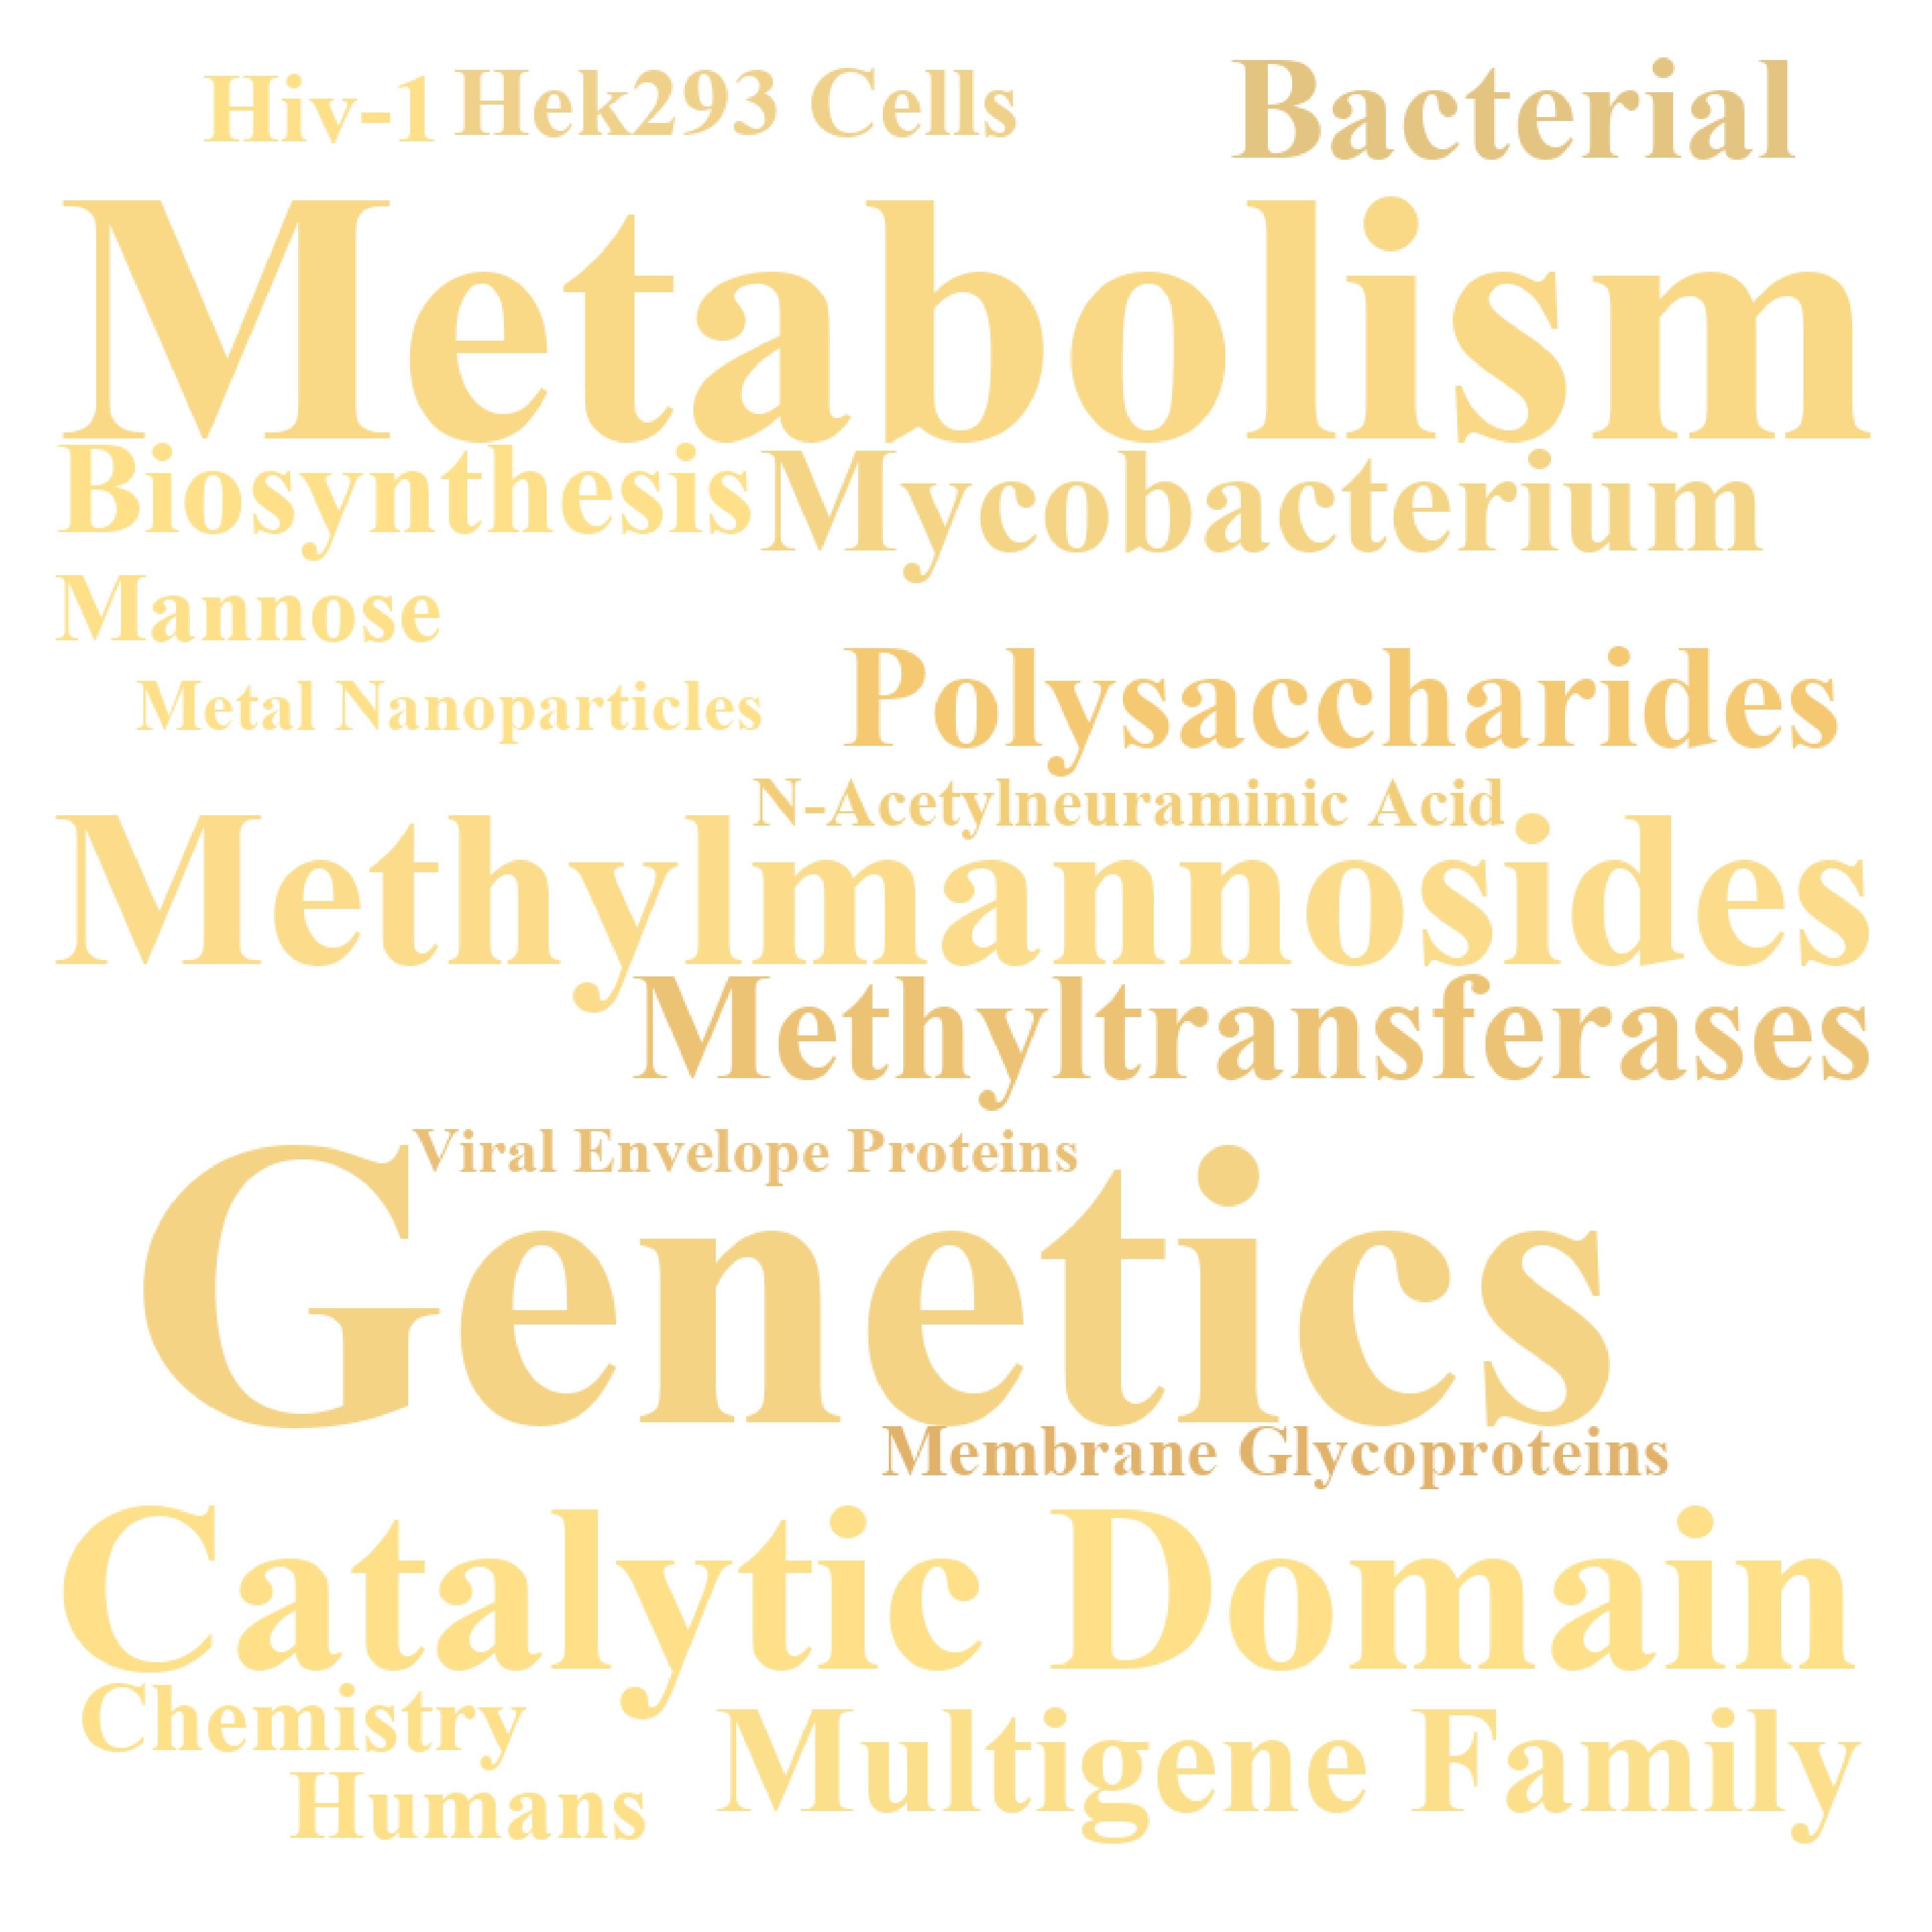 Hiv-1
Hek293 Cells
Bacterial
Metabolism
Biosynthesis
Mycobacterium
Mannose
Polysaccharides
Metal Nanoparticles
N-Acetylneuraminic Acid
Methylmannosides
Methyltransferases
Viral Envelope Proteins
Genetics
Membrane Glycoproteins
Catalytic Domain
Chemistry
Multigene Family
Humans